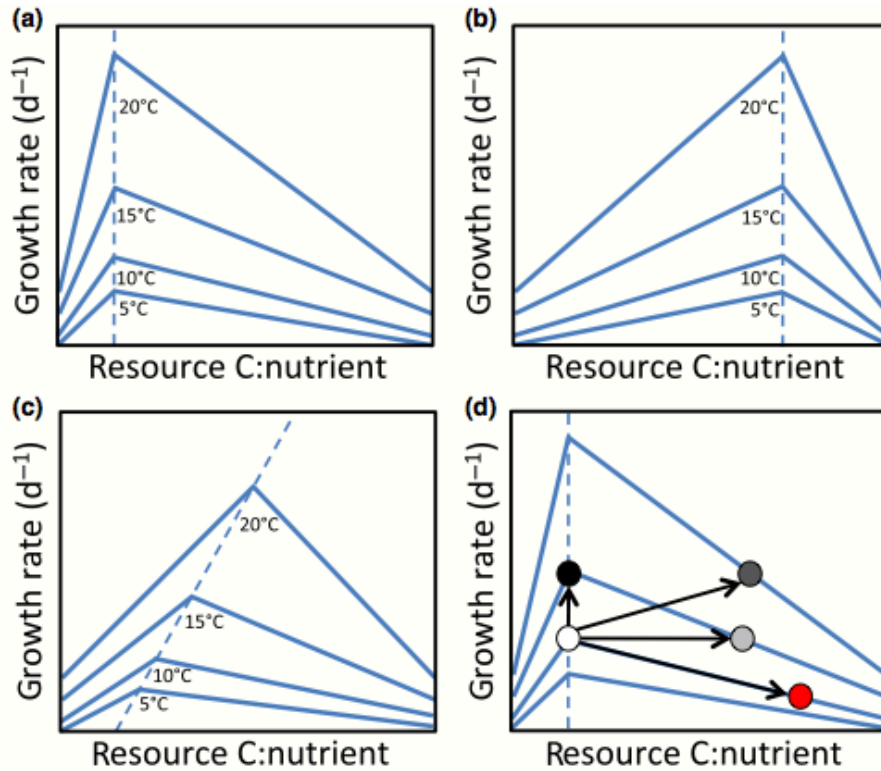 (a)
Growth rate (d⁻¹)
20°C
15°C
10°C
5°C
Resource C:nutrient
(b)
Growth rate (d⁻¹)
20°C
15°C
10°C
5°C
Resource C:nutrient
(c)
Growth rate (d⁻¹)
20°C
15°C
10°C
5°C
Resource C:nutrient
(d)
Growth rate (d⁻¹)
Resource C:nutrient